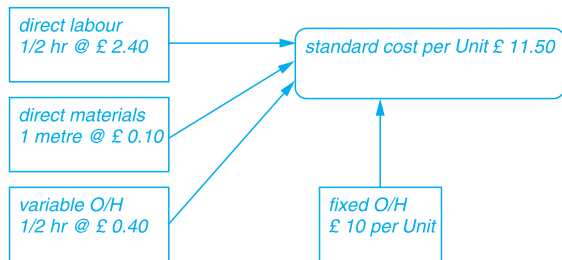 direct labour
1/2 hr @ £ 2.40
standard cost per Unit £ 11.50
direct materials
1 metre @ £ 0.10
variable O/H
1/2 hr @ £ 0.40
fixed O/H
£ 10 per Unit